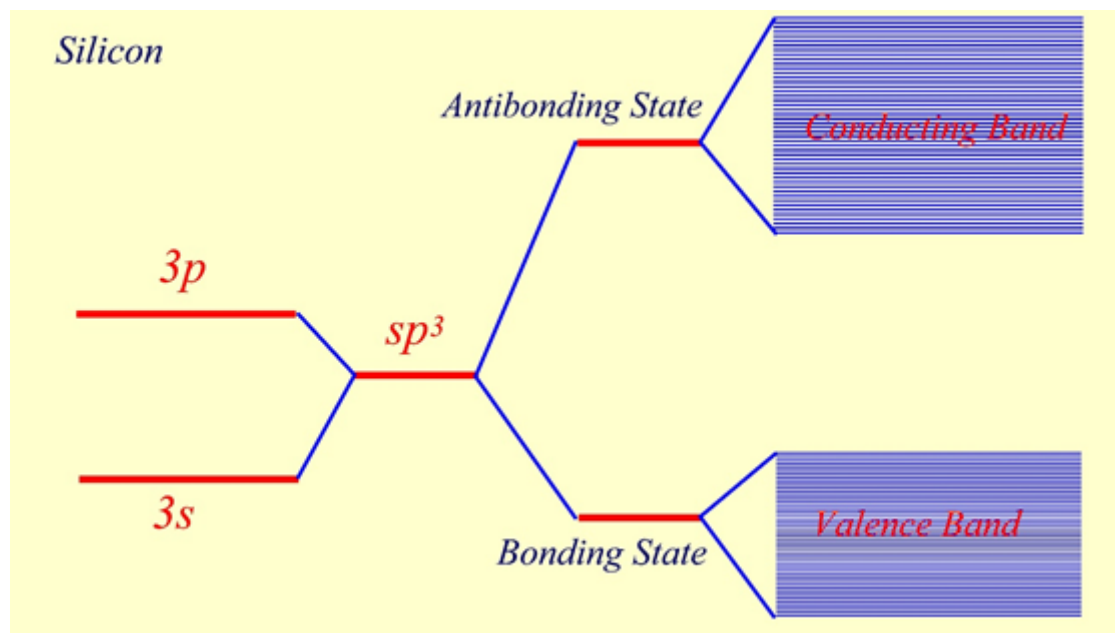 Silicon
Antibonding State
Conducting Band
3p
sp³
3s
Valence Band
Bonding State